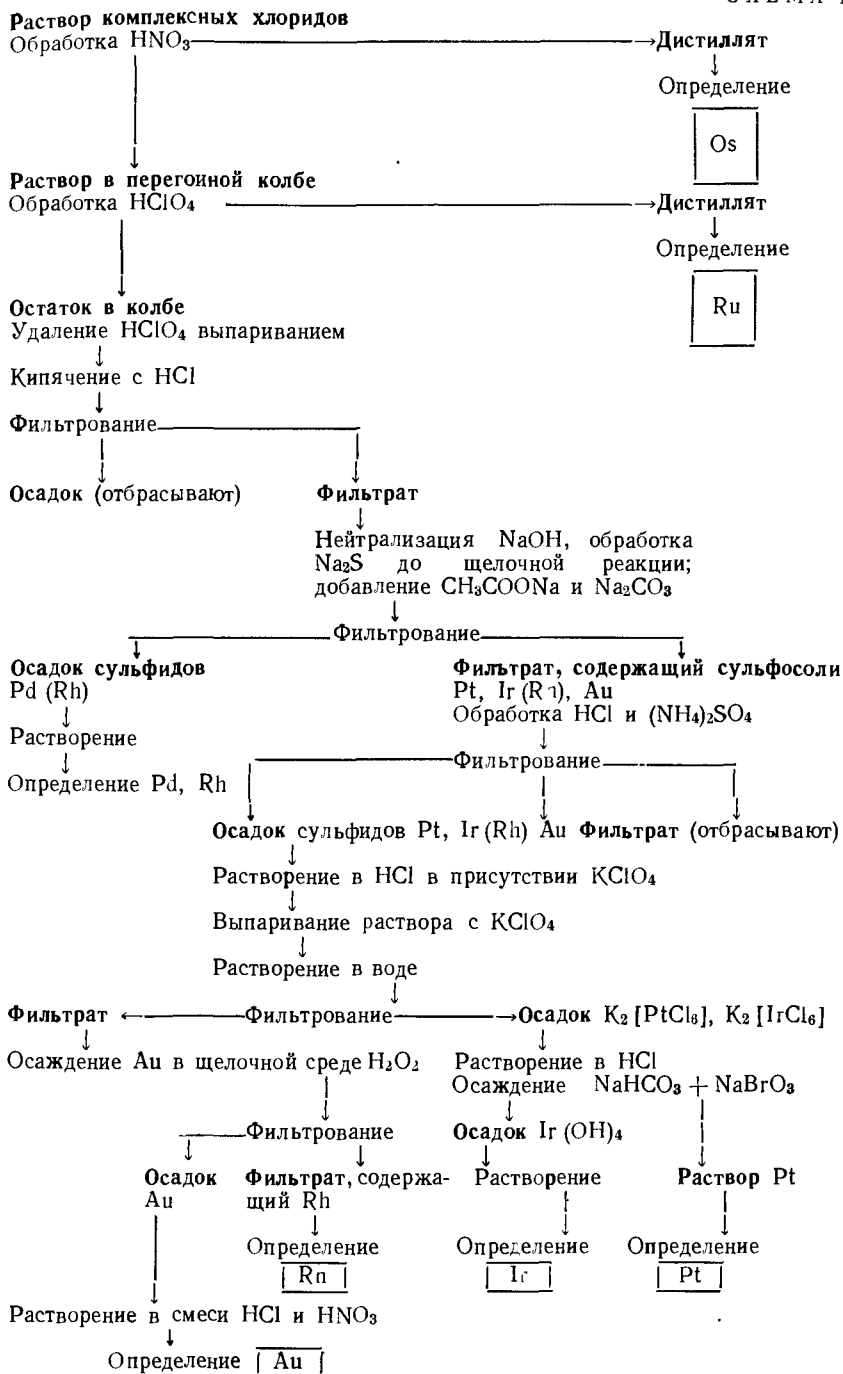 Раствор комплексных хлоридов
Обработка HNO₃ → Дистиллят
Определение
Os
Раствор в перегоиной колбе
Обработка HClO₄ → Дистиллят
Определение
Ru
Остаток в колбе
Удаление HClO₄ выпариванием
Кипячение с HCl
Фильтрование
Осадок (отбрасывают) Фильтрат
Нейтрализация NaOH, обработка
Na₂S до щелочной реакции;
добавление CH₃COONa и Na₂CO₃
Фильтрование
Осадок сульфидов Фильтрат, содержащий сульфосоли
Pd (Rh) Pt, Ir (Rh), Au
Обработка HCl и (NH₄)₂SO₄
Растворение
Фильтрование
Определение Pd, Rh
Осадок сульфидов Pt, Ir (Rh) Au Фильтрат (отбрасывают)
Растворение в HCl в присутствии KClO₄
Выпаривание раствора с KClO₄
Растворение в воде
Фильтрат ← Фильтрование → Осадок K₂ [PtCl₆], K₂ [IrCl₆]
Осаждение Au в щелочной среде H₂O₂ Растворение в HCl
Осаждение NaHCO₃ + NaBrO₃
Фильтрование Осадок Ir (OH)₄
Осадок Фильтрат, содержа- Растворение Раствор Pt
Au щий Rh
Определение Определение Определение
Rn Ir Pt
Растворение в смеси HCl и HNO₃
Определение Au